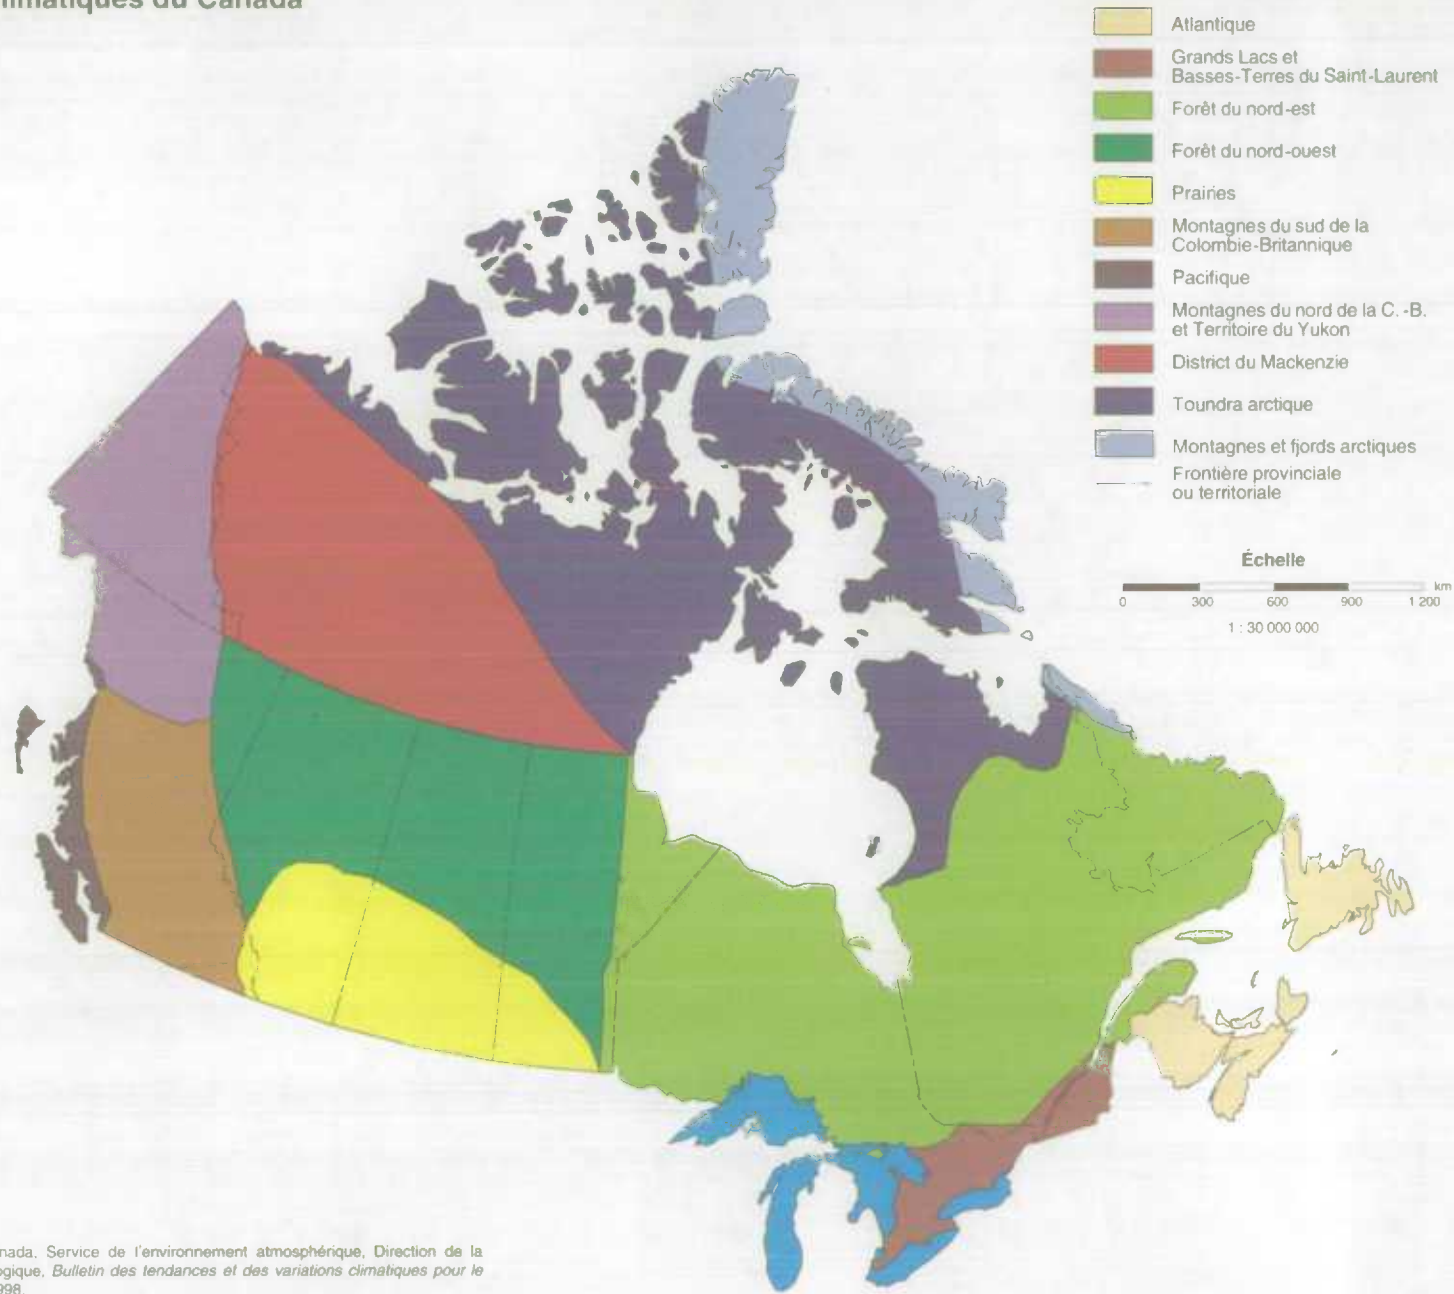 du Canada
Atlantique
Grands Lacs et
Basses-Terres du Saint-Laurent
Forêt du nord-est
Forêt du nord-ouest
Prairies
Montagnes du sud de la
Colombie-Britannique
Pacifique
Montagnes du nord de la C.-B.
et Territoire du Yukon
District du Mackenzie
Toundra arctique
Montagnes et fjords arctiques
Frontière provinciale
ou territoriale
Échelle
km
0 300 600 900 1 200
1 : 30 000 000
nada, Service de l'environnement atmosphérique, Direction de la
ogique, Bulletin des tendances et des variations climatiques pour le
998.